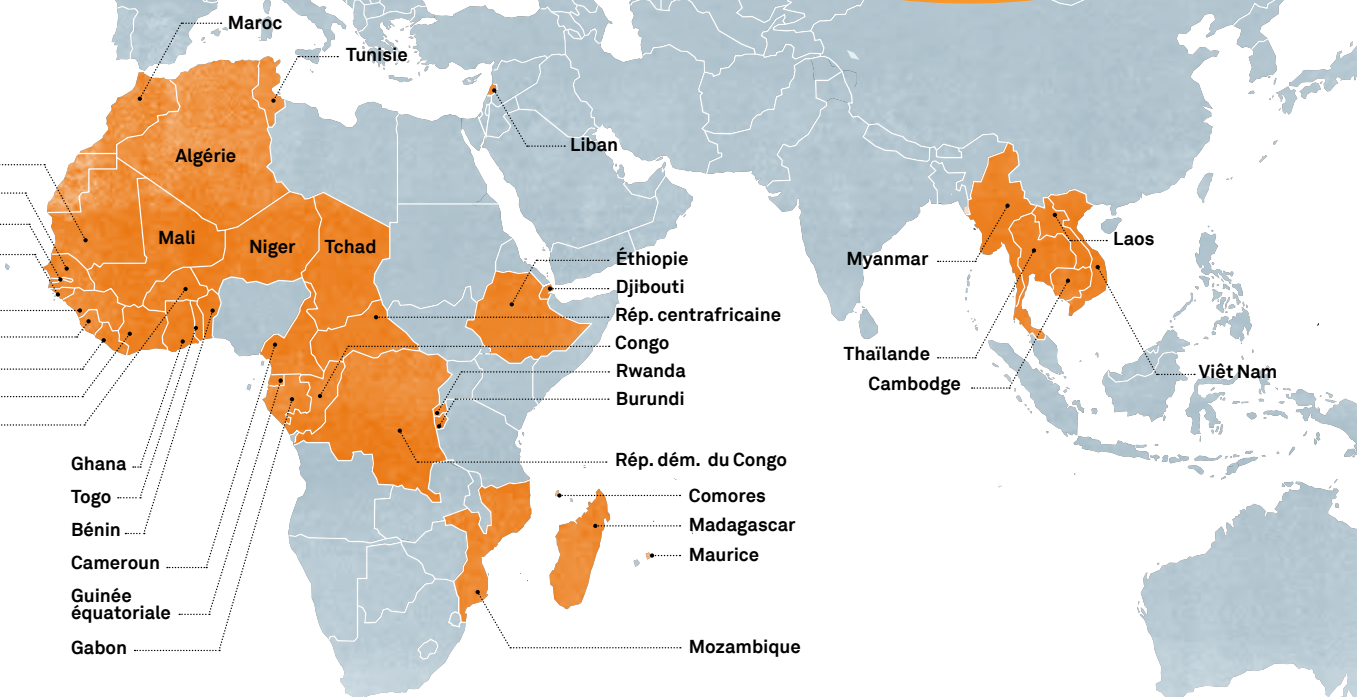 Maroc
Tunisie
Algérie
Liban
Mali
Niger
Tchad
Éthiopie
Djibouti
Rép. centrafricaine
Congo
Rwanda
Burundi
Rép. dém. du Congo
Comores
Madagascar
Maurice
Mozambique
Ghana
Togo
Bénin
Cameroun
Guinée
équatoriale
Gabon
Myanmar
Laos
Thaïlande
Cambodge
Viêt Nam